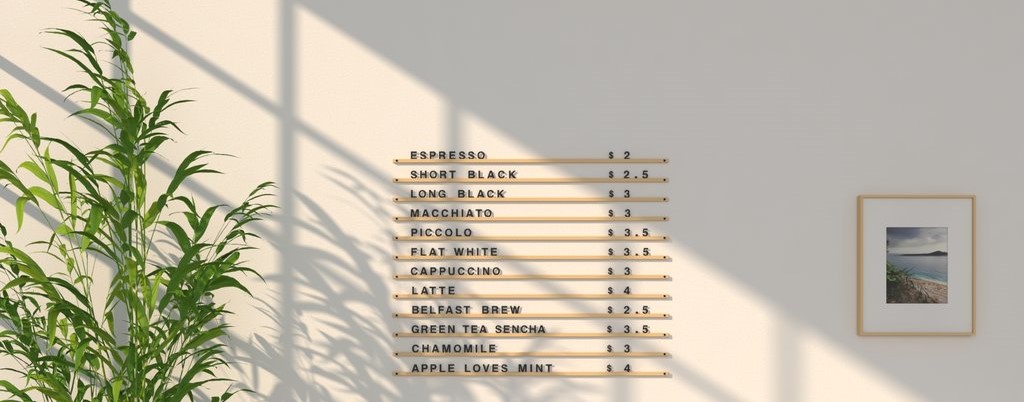 ESPRESSO $ 2
SHORT BLACK $ 2.5
LONG BLACK $ 3
MACCHIATO $ 3
PICCOLO $ 3.5
FLAT WHITE $ 3.5
CAPPUCCINO $ 3
LATTE $ 4
BELFAST BREW $ 2.5
GREEN TEA SENCHA $ 3.5
CHAMOMILE $ 3
APPLE LOVES MINT $ 4